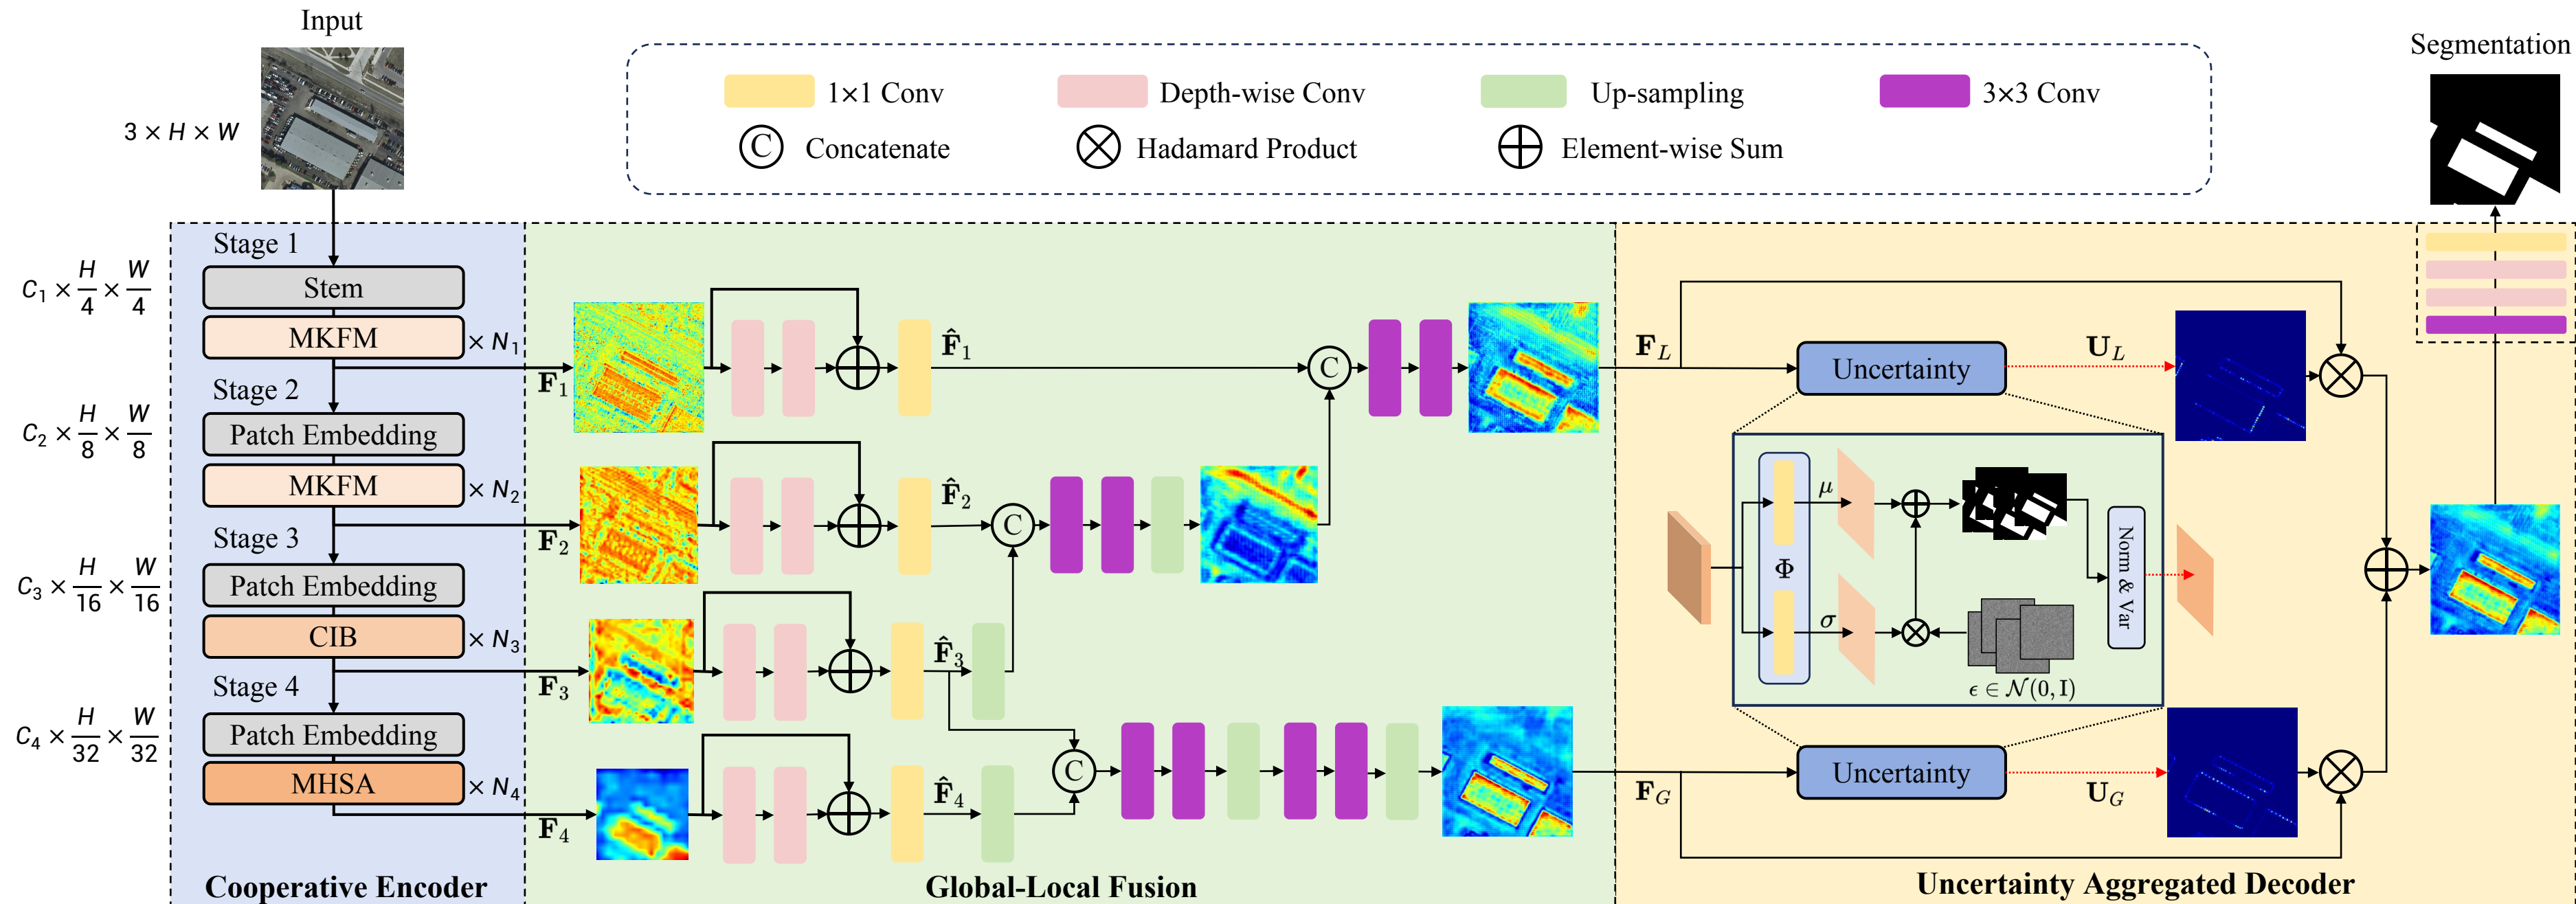 Input
3 × H × W
1×1 Conv
Depth-wise Conv
Up-sampling
3×3 Conv
C Concatenate
Hadamard Product
Element-wise Sum
Segmentation
Stage 1
C₁ × H/4 × W/4
Stem
MKFM × N₁
F₁
Stage 2
C₂ × H/8 × W/8
Patch Embedding
MKFM × N₂
F₂
Stage 3
C₃ × H/16 × W/16
Patch Embedding
CIB × N₃
F₃
Stage 4
C₄ × H/32 × W/32
Patch Embedding
MHSA × N₄
F₄
Cooperative Encoder
F̂₁
C
F̂₂
C
F̂₃
C
F̂₄
Global-Local Fusion
F_L
Uncertainty
U_L
μ
Φ
σ
ϵ ∈ 𝒩(0, I)
Norm & Var
F_G
Uncertainty
U_G
Uncertainty Aggregated Decoder